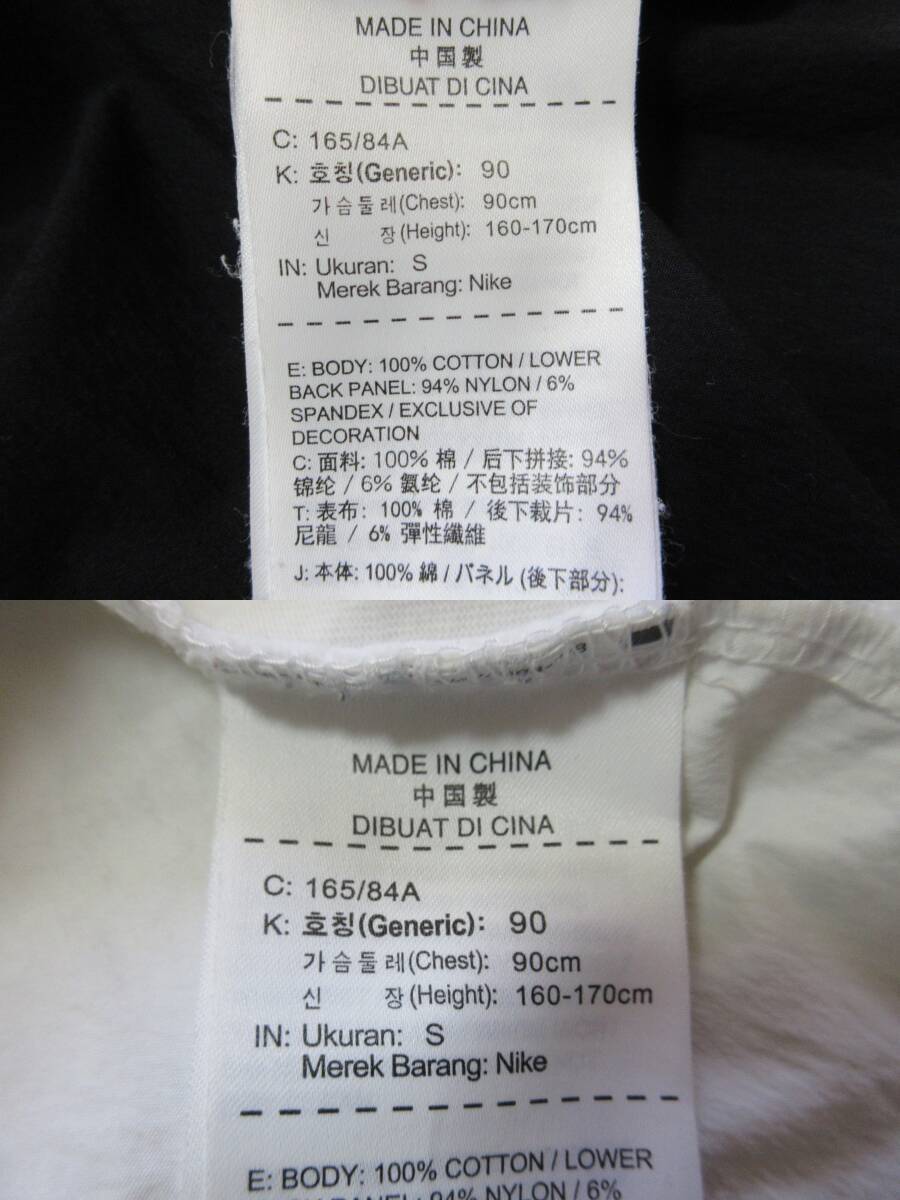 MADE IN CHINA
中国製
DIBUAT DI CINA
C: 165/84A
K: 호칭(Generic): 90
가슴둘레(Chest): 90cm
신 장(Height): 160-170cm
IN: Ukuran: S
Merek Barang: Nike
E: BODY: 100% COTTON / LOWER
BACK PANEL: 94% NYLON / 6%
SPANDEX / EXCLUSIVE OF
DECORATION
C: 面料: 100% 棉 / 后下拼接: 94%
锦纶 / 6% 氨纶 / 不包括装饰部分
T: 表布: 100% 棉 / 後下裁片: 94%
尼龍 / 6% 彈性纖維
J: 本体: 100% 綿 / パネル (後下部分):
MADE IN CHINA
中国製
DIBUAT DI CINA
C: 165/84A
K: 호칭(Generic): 90
가슴둘레(Chest): 90cm
신 장(Height): 160-170cm
IN: Ukuran: S
Merek Barang: Nike
E: BODY: 100% COTTON / LOWER
PANEL: 94% NYLON / 6%